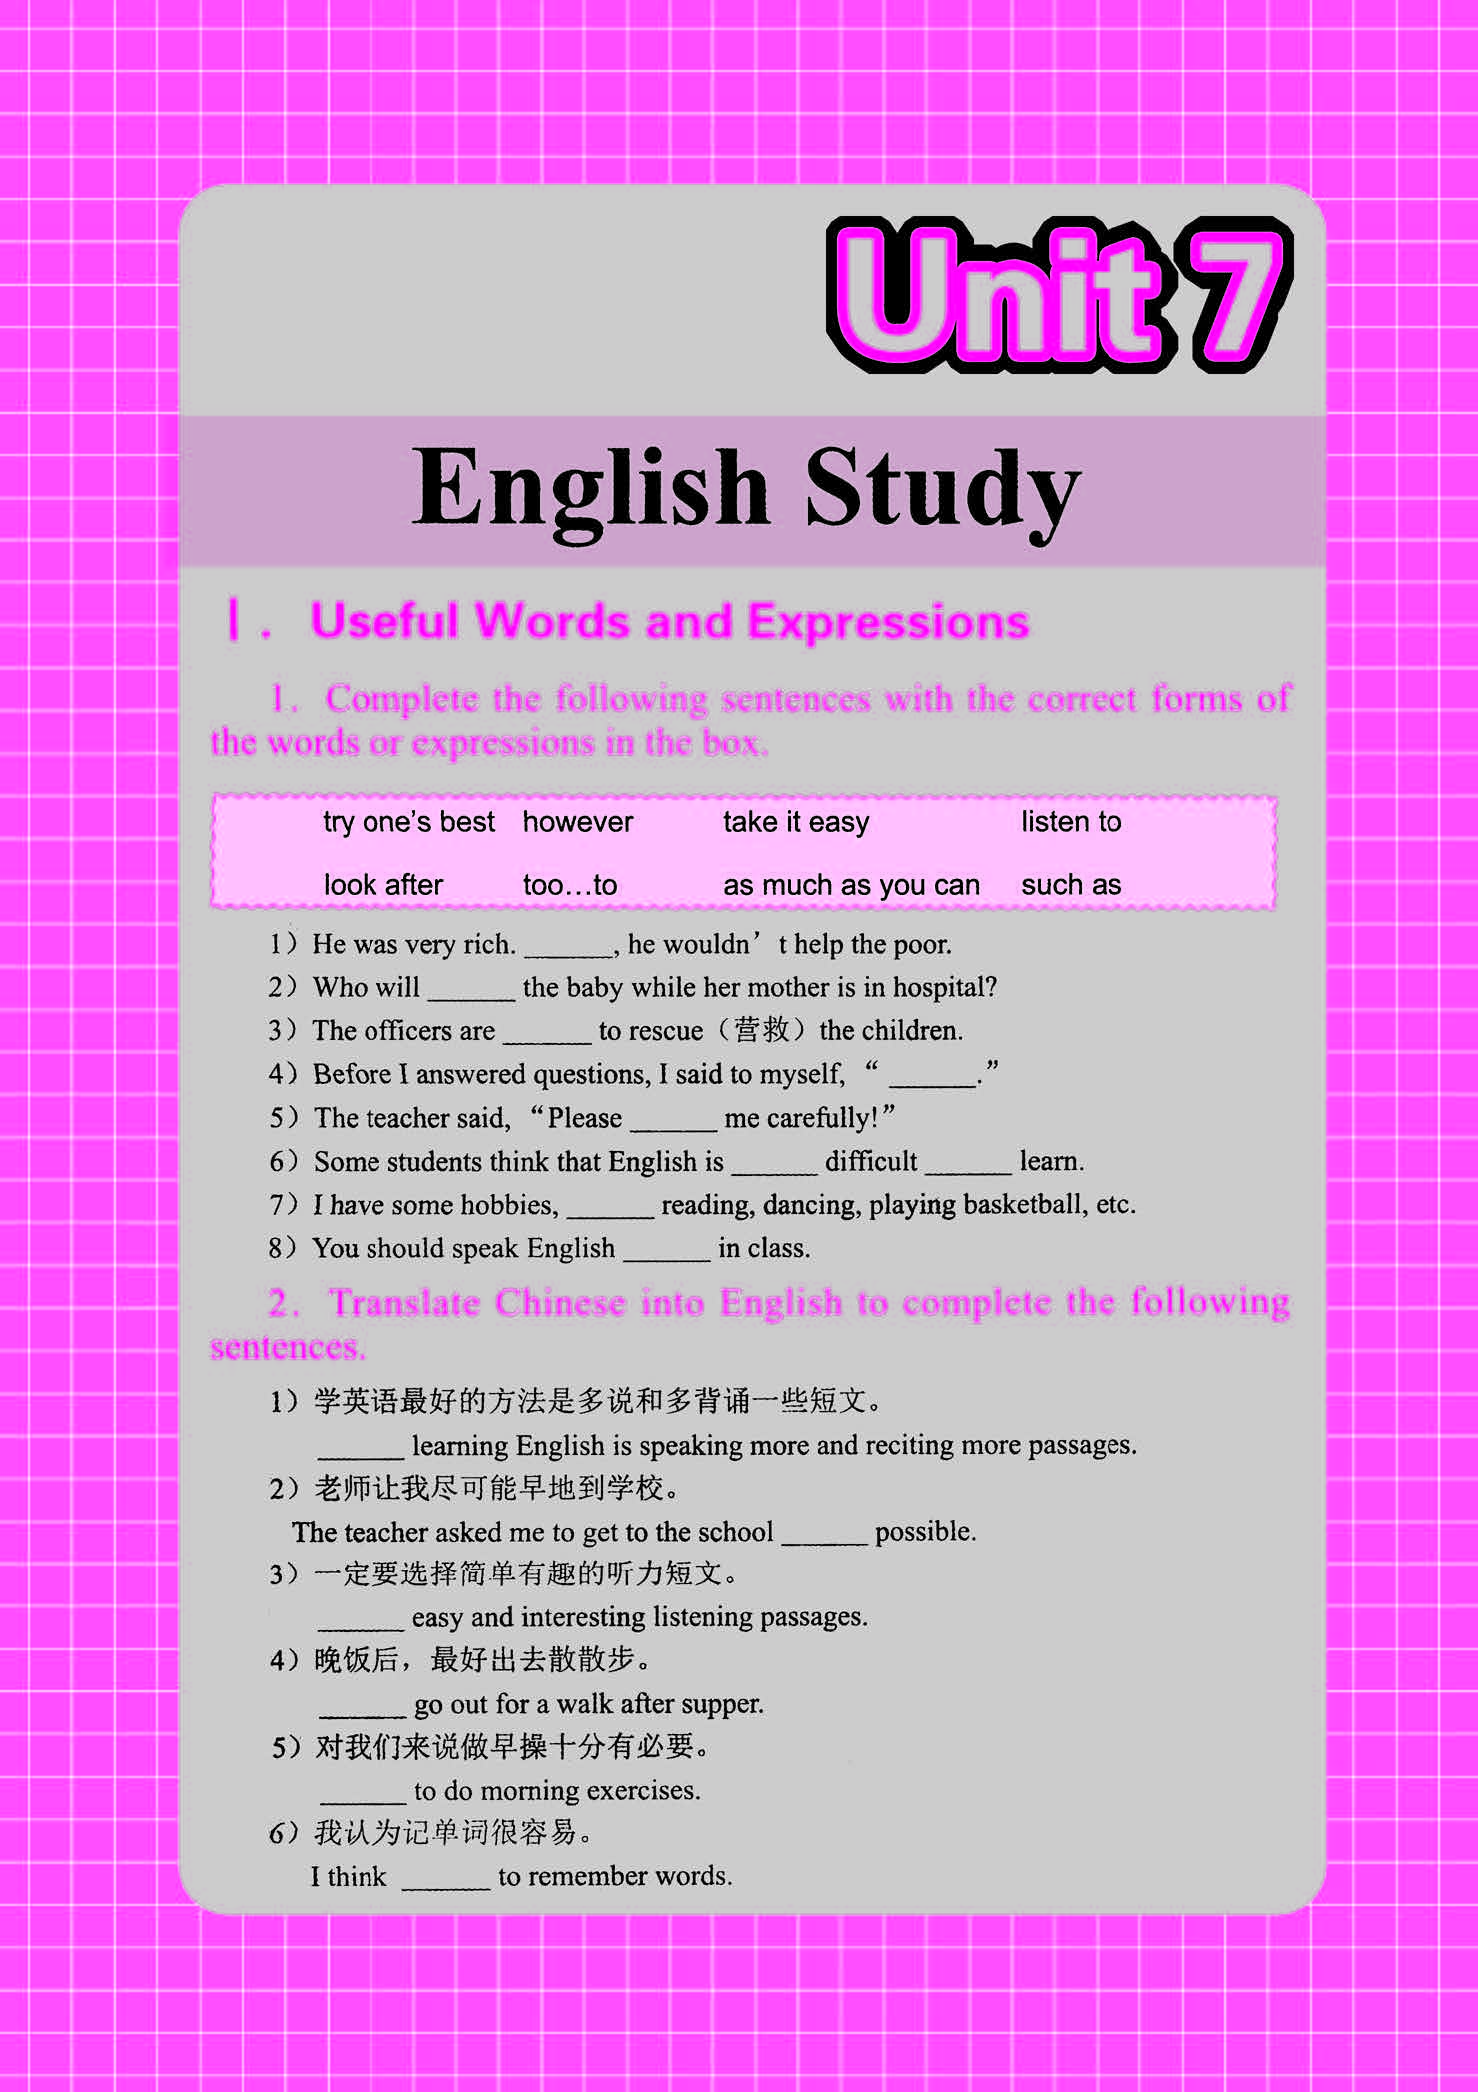 Unit 7
English Study
Ⅰ. Useful Words and Expressions
1. Complete the following sentences with the correct forms of
the words or expressions in the box.
try one’s best however take it easy listen to
look after too…to as much as you can such as
1）He was very rich. ______, he wouldn’t help the poor.
2）Who will ______ the baby while her mother is in hospital?
3）The officers are ______ to rescue（营救）the children.
4）Before I answered questions, I said to myself, “ ______.”
5）The teacher said, “Please ______ me carefully!”
6）Some students think that English is ______ difficult ______ learn.
7）I have some hobbies, ______ reading, dancing, playing basketball, etc.
8）You should speak English ______ in class.
2. Translate Chinese into English to complete the following
sentences.
1）学英语最好的方法是多说和多背诵一些短文。
______ learning English is speaking more and reciting more passages.
2）老师让我尽可能早地到学校。
The teacher asked me to get to the school ______ possible.
3）一定要选择简单有趣的听力短文。
______ easy and interesting listening passages.
4）晚饭后，最好出去散散步。
______ go out for a walk after supper.
5）对我们来说做早操十分有必要。
______ to do morning exercises.
6）我认为记单词很容易。
I think ______ to remember words.